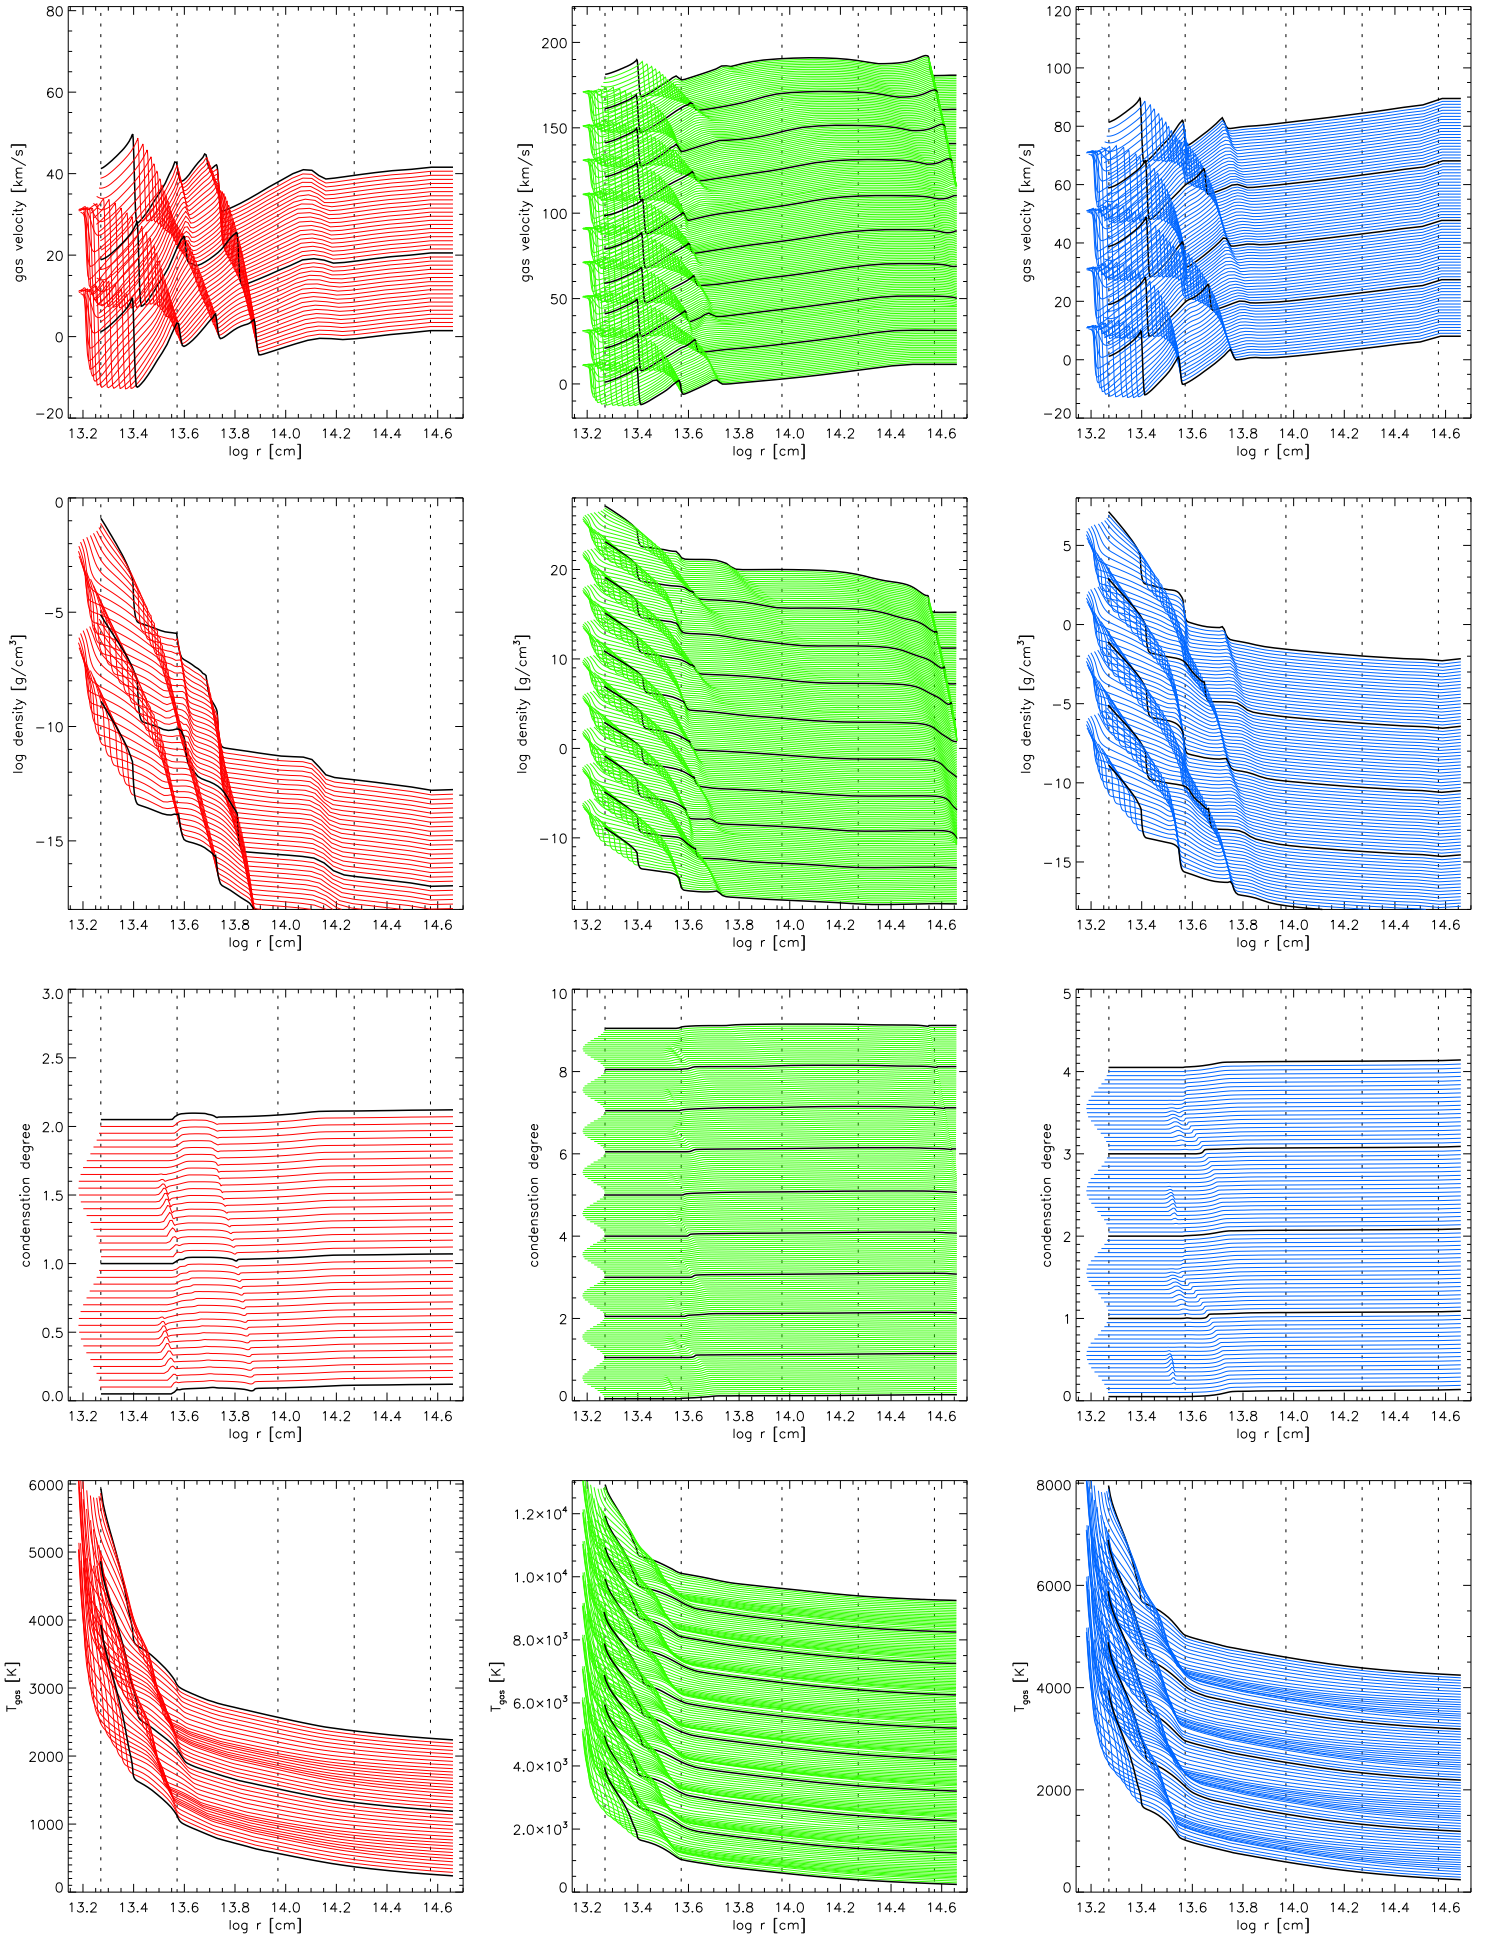 80
60
40
20
0
−20
gas velocity [km/s]
13.2 13.4 13.6 13.8 14.0 14.2 14.4 14.6
log r [cm]
200
150
100
50
0
gas velocity [km/s]
13.2 13.4 13.6 13.8 14.0 14.2 14.4 14.6
log r [cm]
120
100
80
60
40
20
0
−20
gas velocity [km/s]
13.2 13.4 13.6 13.8 14.0 14.2 14.4 14.6
log r [cm]
0
−5
−10
−15
log density [g/cm³]
13.2 13.4 13.6 13.8 14.0 14.2 14.4 14.6
log r [cm]
20
10
0
−10
log density [g/cm³]
13.2 13.4 13.6 13.8 14.0 14.2 14.4 14.6
log r [cm]
5
0
−5
−10
−15
log density [g/cm³]
13.2 13.4 13.6 13.8 14.0 14.2 14.4 14.6
log r [cm]
3.0
2.5
2.0
1.5
1.0
0.5
0.0
condensation degree
13.2 13.4 13.6 13.8 14.0 14.2 14.4 14.6
log r [cm]
10
8
6
4
2
0
condensation degree
13.2 13.4 13.6 13.8 14.0 14.2 14.4 14.6
log r [cm]
5
4
3
2
1
0
condensation degree
13.2 13.4 13.6 13.8 14.0 14.2 14.4 14.6
log r [cm]
6000
5000
4000
3000
2000
1000
0
T_gas [K]
13.2 13.4 13.6 13.8 14.0 14.2 14.4 14.6
log r [cm]
1.2×10⁴
1.0×10⁴
8.0×10³
6.0×10³
4.0×10³
2.0×10³
0
T_gas [K]
13.2 13.4 13.6 13.8 14.0 14.2 14.4 14.6
log r [cm]
8000
6000
4000
2000
0
T_gas [K]
13.2 13.4 13.6 13.8 14.0 14.2 14.4 14.6
log r [cm]